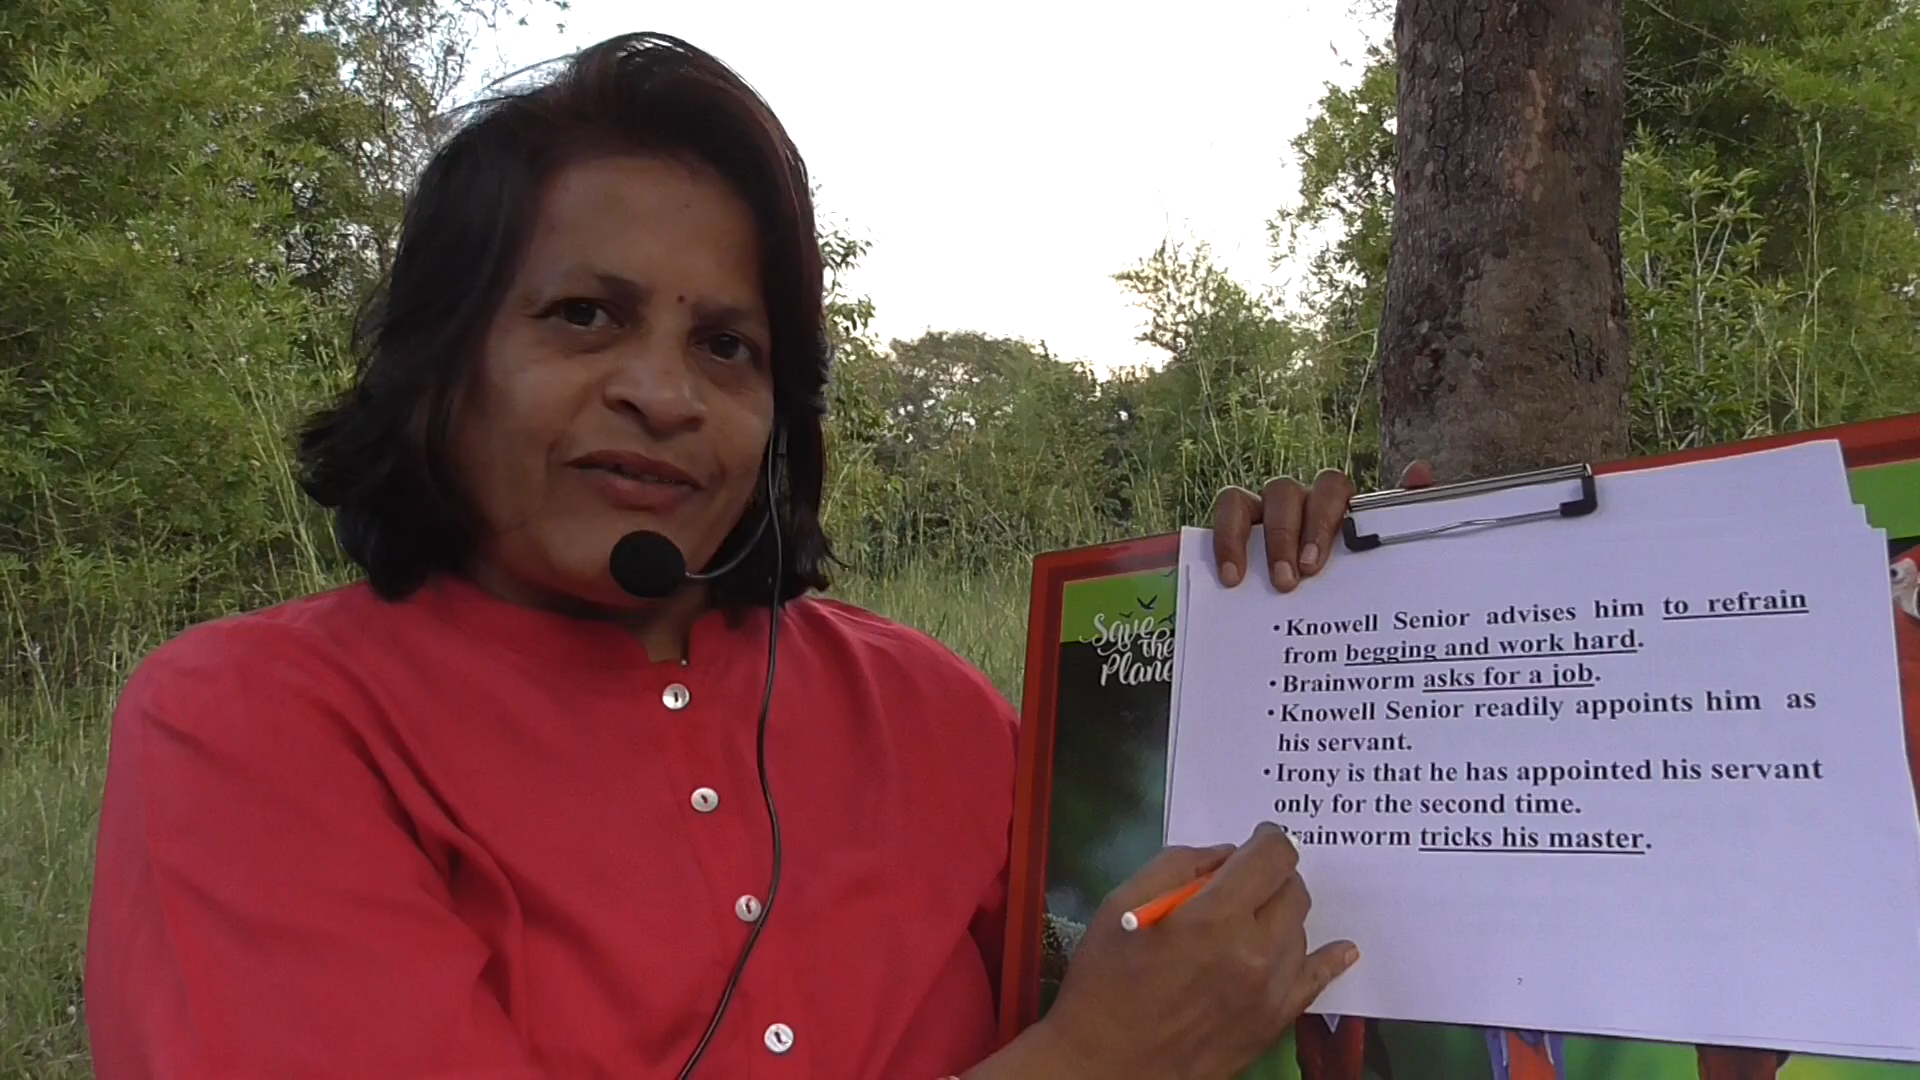 Save
the
Plane
• Knowell Senior advises him to refrain
from begging and work hard.
• Brainworm asks for a job.
• Knowell Senior readily appoints him as
his servant.
• Irony is that he has appointed his servant
only for the second time.
Brainworm tricks his master.
2